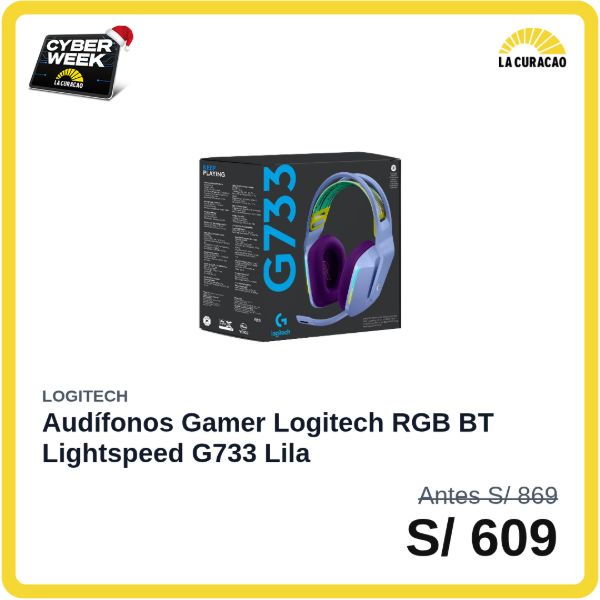 CYBER
WEEK
LA CURACAO
LA CURACAO
KEEP
PLAYING
G733
logitech
LOGITECH
Audífonos Gamer Logitech RGB BT
Lightspeed G733 Lila
Antes S/ 869
S/ 609